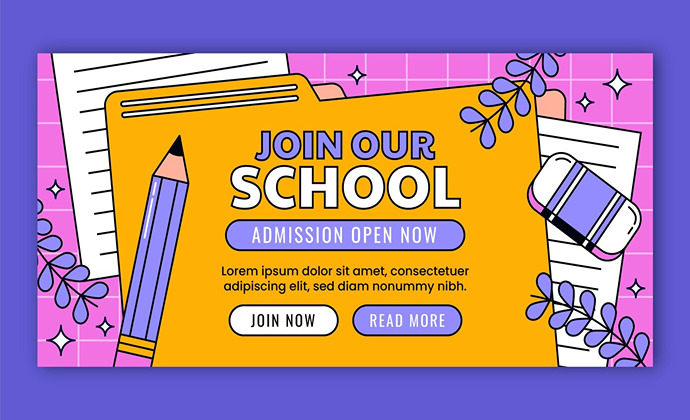 JOIN OUR
SCHOOL
ADMISSION OPEN NOW
Lorem ipsum dolor sit amet, consectetuer
adipiscing elit, sed diam nonummy nibh.
JOIN NOW
READ MORE